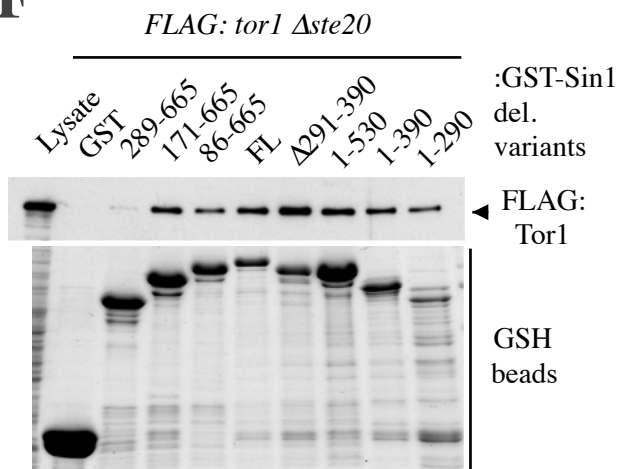 F
FLAG: tor1 Δste20
Lysate
GST
289-665
171-665
86-665
FL
Δ291-390
1-530
1-390
1-290
:GST-Sin1
del.
variants
FLAG:
Tor1
GSH
beads